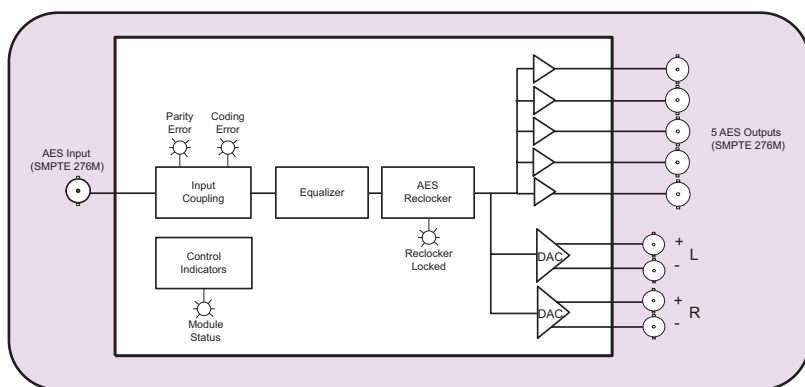 Parity
Error
Coding
Error
AES Input
(SMPTE 276M)
5 AES Outputs
(SMPTE 276M)
Input
Coupling
Equalizer
AES
Reclocker
Control
Indicators
Reclocker
Locked
Module
Status
DAC
+
L
-
DAC
+
R
-